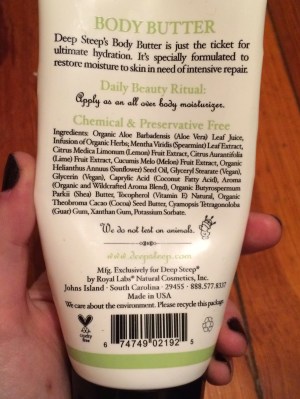 BODY BUTTER
Deep Steep's Body Butter is just the ticket for
ultimate hydration. It's specially formulated to
restore moisture to skin in need of intensive repair.
Daily Beauty Ritual:
Apply as an all over body moisturizer.
Chemical & Preservative Free
Ingredients: Organic Aloe Barbadensis (Aloe Vera) Leaf Juice,
Infusion of Organic Herbs; Mentha Viridis (Spearmint) Leaf Extract,
Citrus Medica Limonum (Lemon) Fruit Extract, Citrus Aurantifolia
(Lime) Fruit Extract, Cucumis Melo (Melon) Fruit Extract, Organic
Helianthus Annuus (Sunflower) Seed Oil, Glyceryl Stearate (Vegan),
Glycerin (Vegan), Caprylic Acid (Coconut Fatty Acid), Aroma
(Organic and Wildcrafted Aroma Blend), Organic Butyrospermum
Parkii (Shea) Butter, Tocopherol (Vitamin E) Natural, Organic
Theobroma Cacao (Cocoa) Seed Butter, Cyamopsis Tetragonoloba
(Guar) Gum, Xanthan Gum, Potassium Sorbate.
We do not test on animals.
www.deepsteep.com
Mfg. Exclusively for Deep Steep®
by Royal Labs® Natural Cosmetics, Inc.
Johns Island · South Carolina · 29455 · 888.577.8337
Made in USA
We care about the environment. Please recycle this package.
cruelty
free
6 74749 02192 5